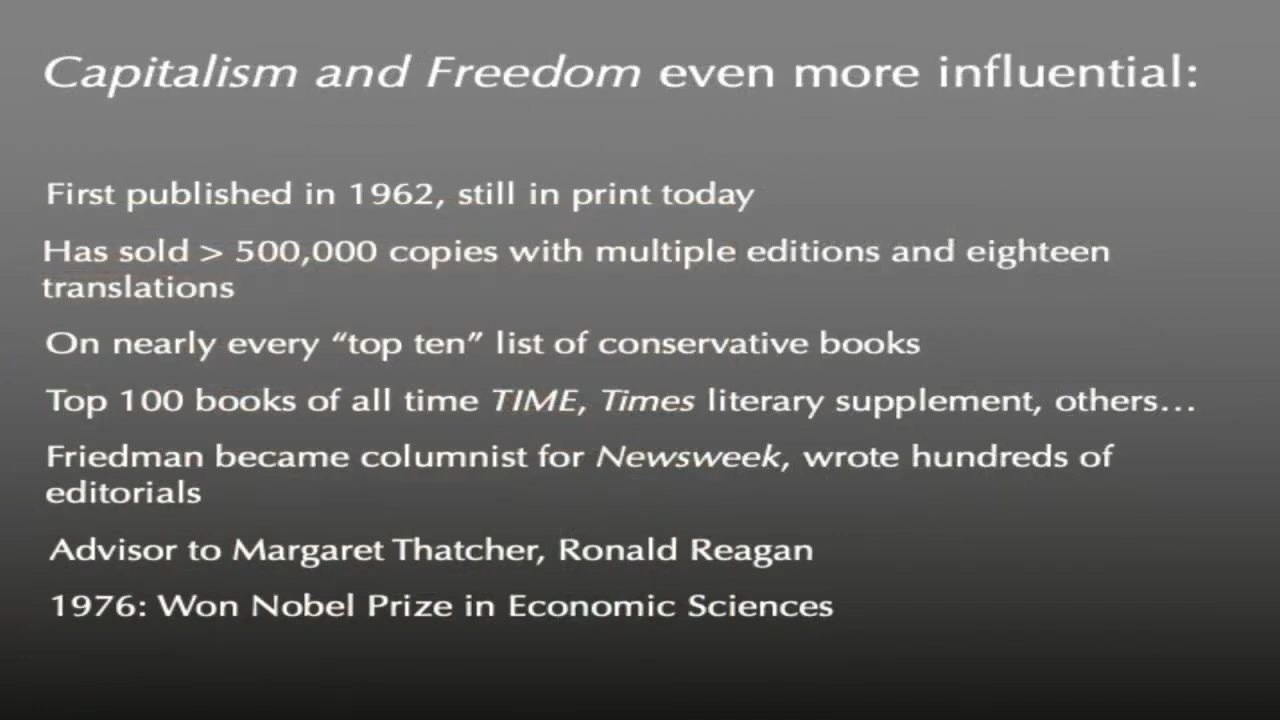 Capitalism and Freedom even more influential:
First published in 1962, still in print today
Has sold > 500,000 copies with multiple editions and eighteen
translations
On nearly every “top ten” list of conservative books
Top 100 books of all time TIME, Times literary supplement, others…
Friedman became columnist for Newsweek, wrote hundreds of
editorials
Advisor to Margaret Thatcher, Ronald Reagan
1976: Won Nobel Prize in Economic Sciences